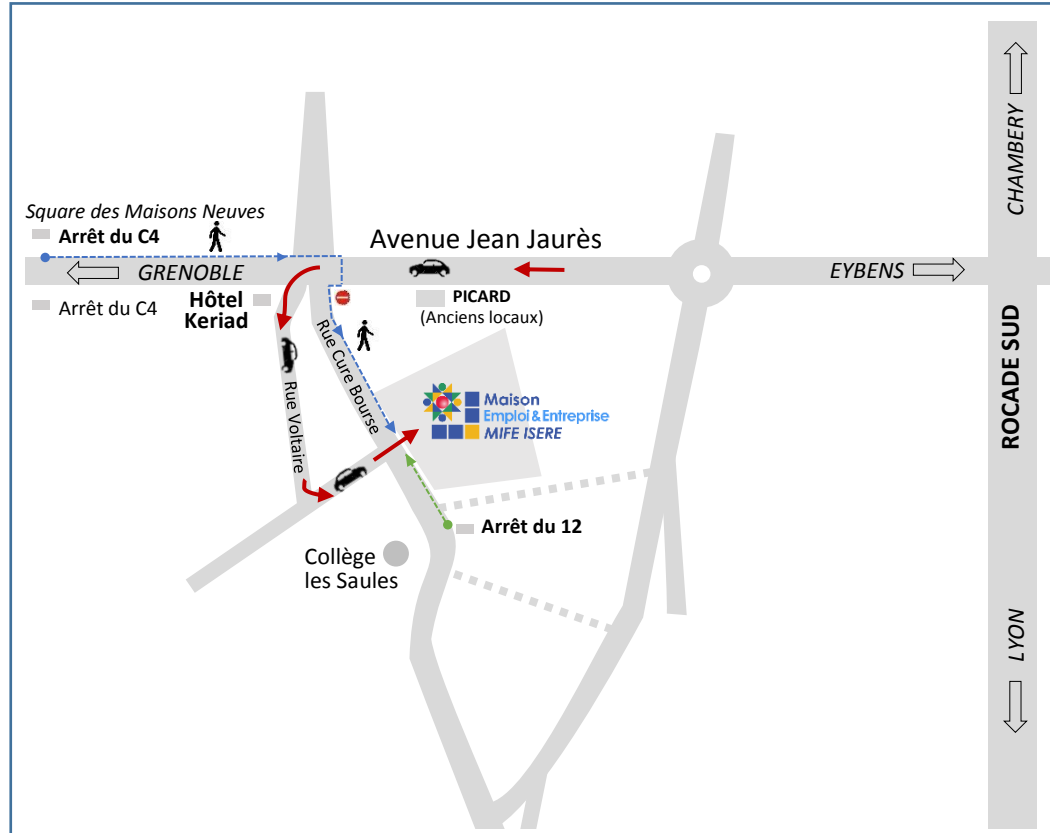 CHAMBERY
Square des Maisons Neuves
Arrêt du C4
Avenue Jean Jaurès
GRENOBLE
EYBENS
Arrêt du C4
Hôtel
Keriad
PICARD
(Anciens locaux)
ROCADE SUD
Rue Cure Bourse
Rue Voltaire
Maison
Emploi & Entreprise
MIFE ISERE
Arrêt du 12
Collège
les Saules
LYON